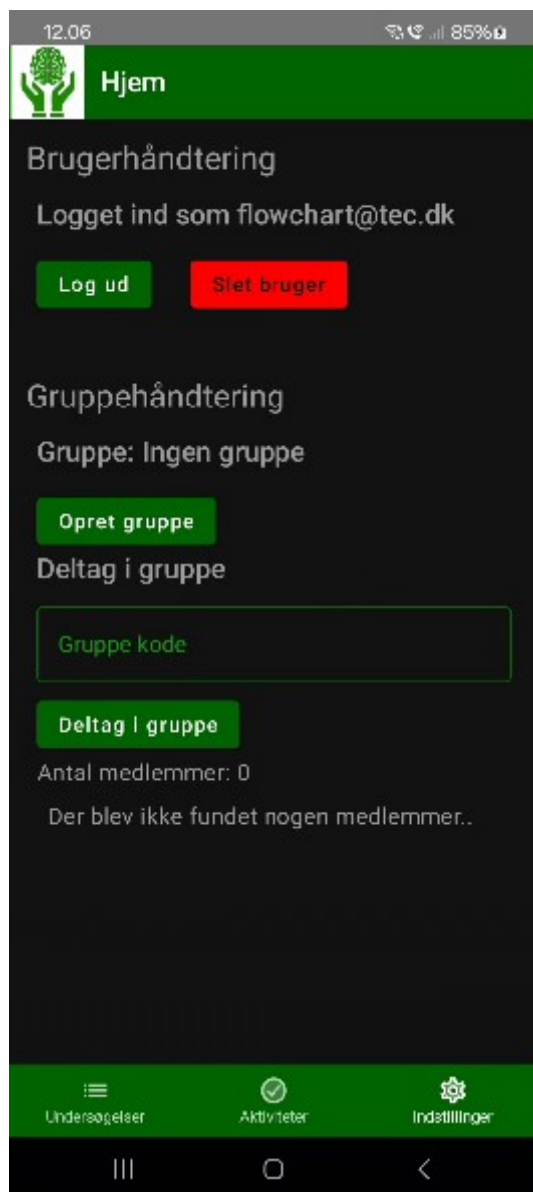 12.06
85%
Hjem
Brugerhåndtering
Logget ind som flowchart@tec.dk
Log ud
Slet bruger
Gruppehåndtering
Gruppe: Ingen gruppe
Opret gruppe
Deltag i gruppe
Gruppe kode
Deltag i gruppe
Antal medlemmer: 0
Der blev ikke fundet nogen medlemmer..
Undersøgelser
Aktiviteter
Indstillinger